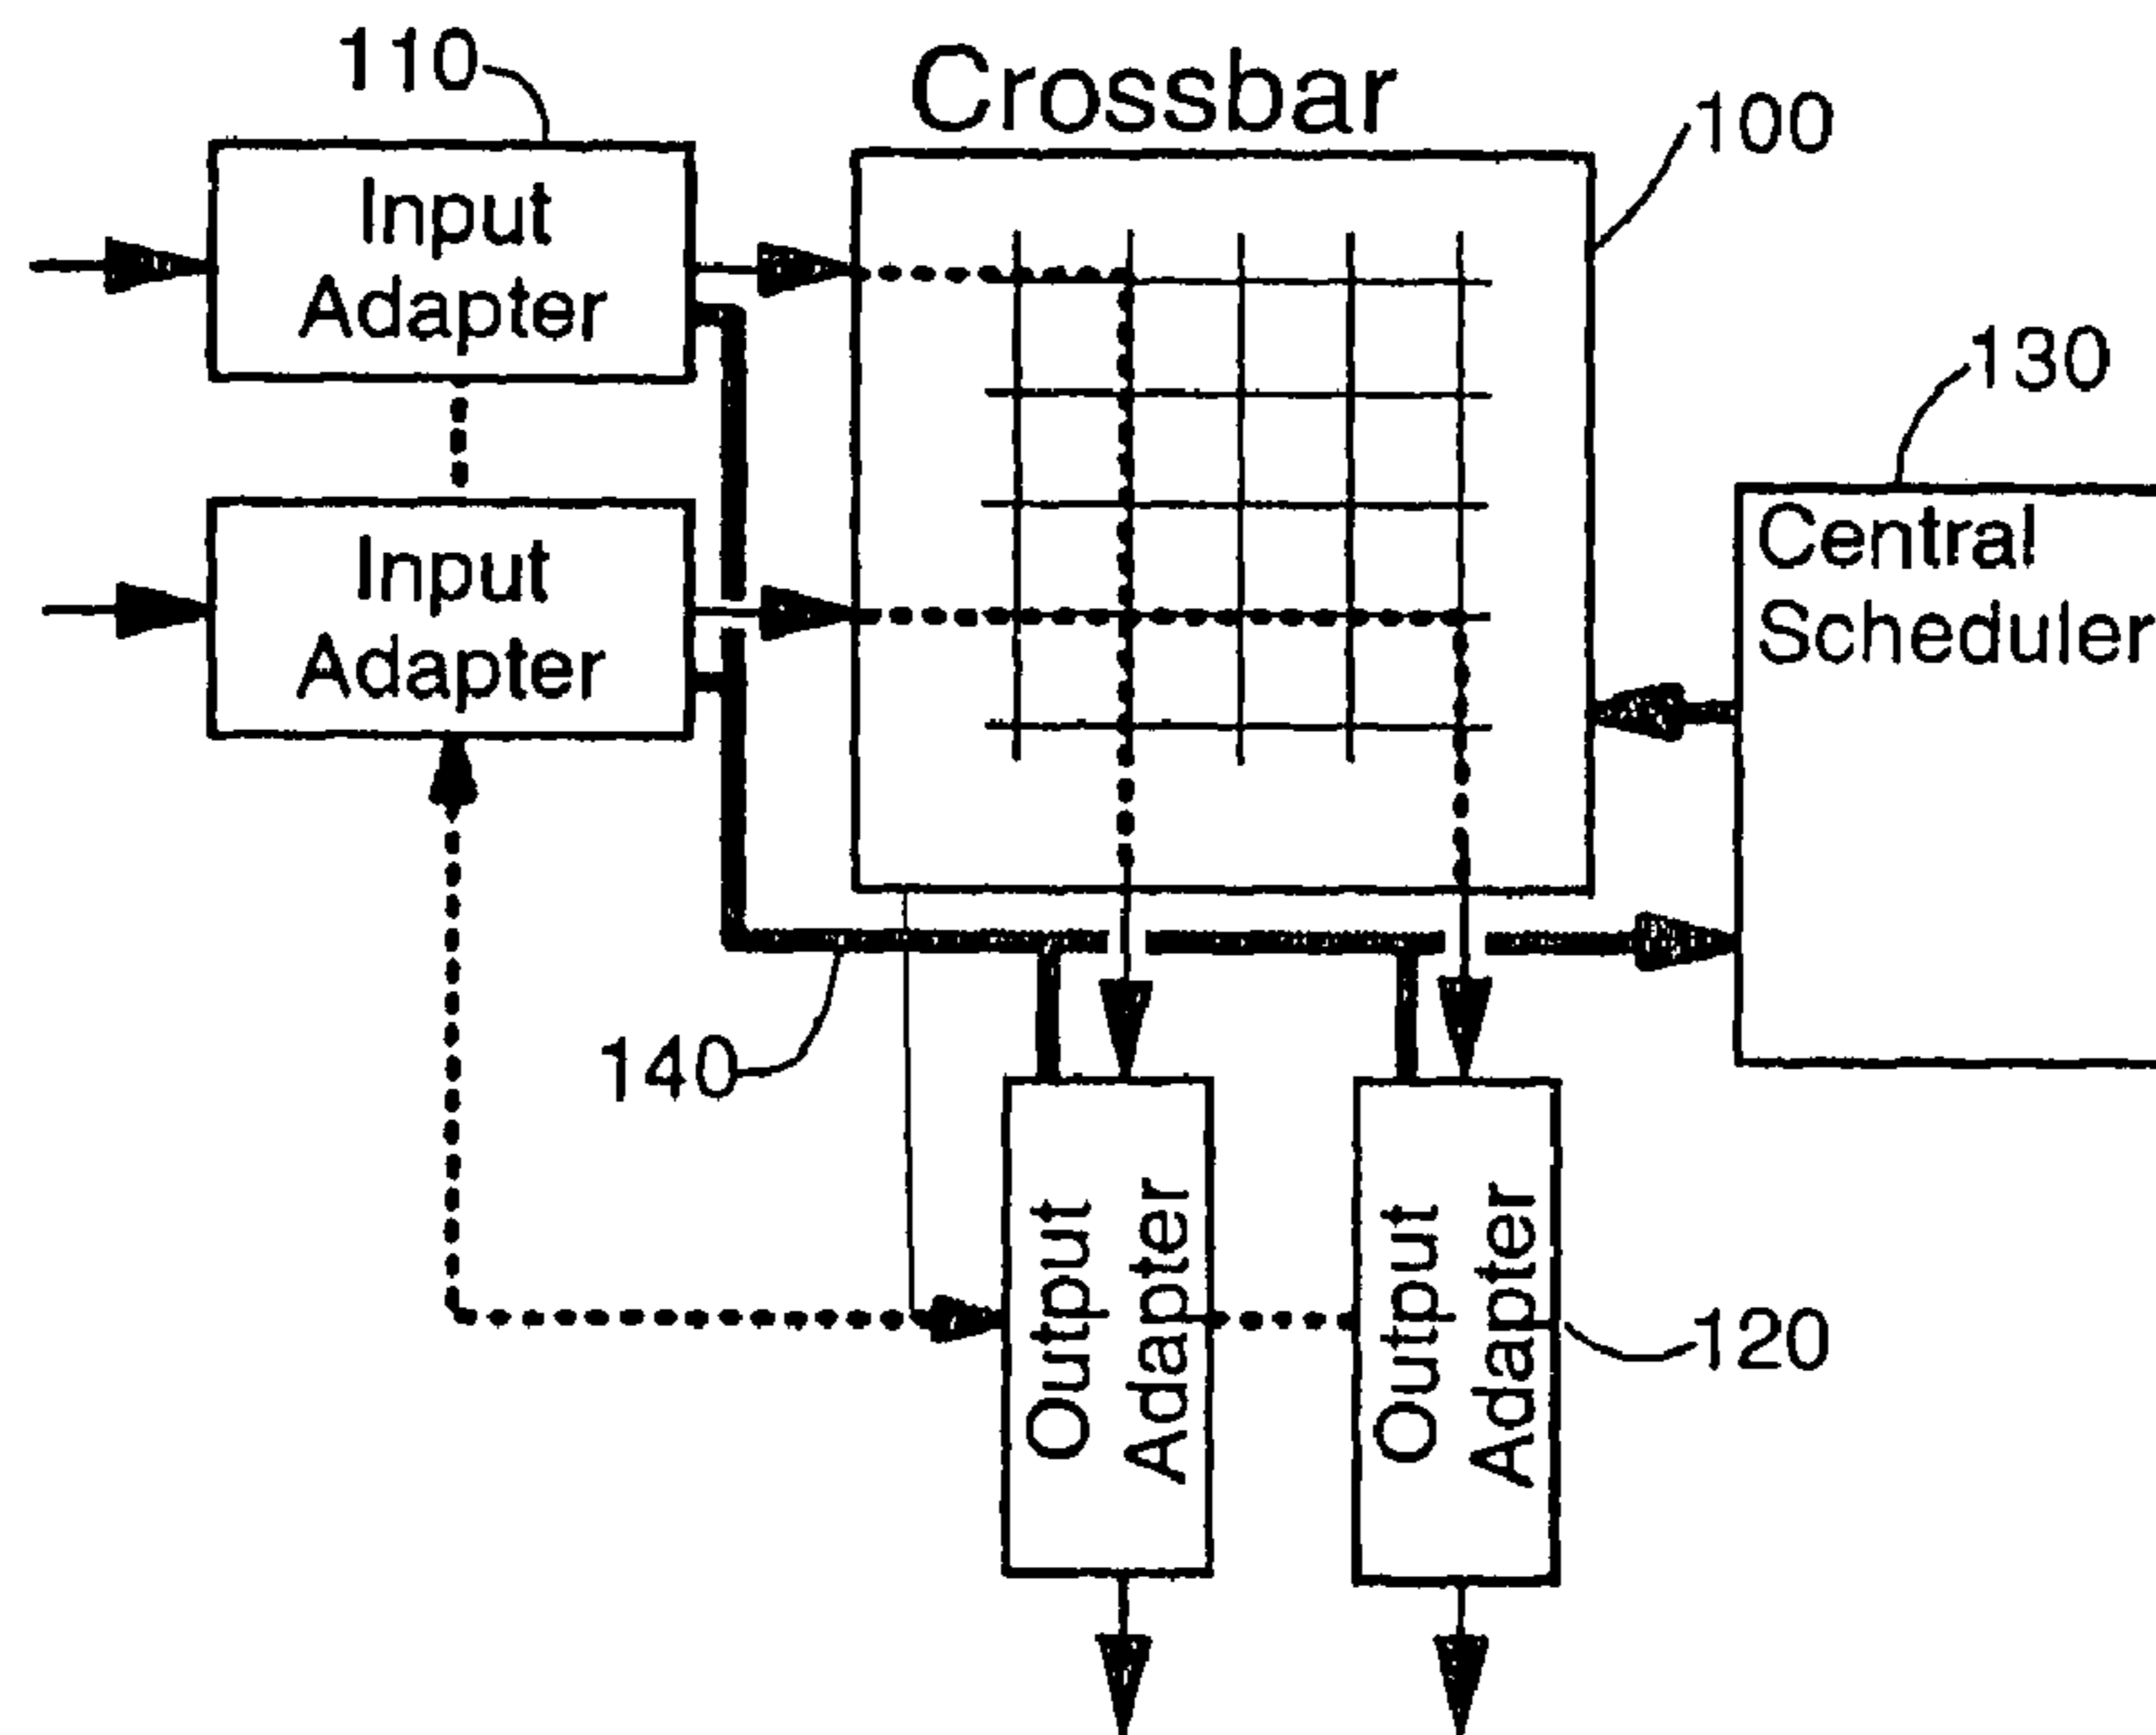 110
Crossbar
100
Input
Adapter
130
Input
Adapter
Central
Scheduler
140
Output
Adapter
Output
Adapter
120